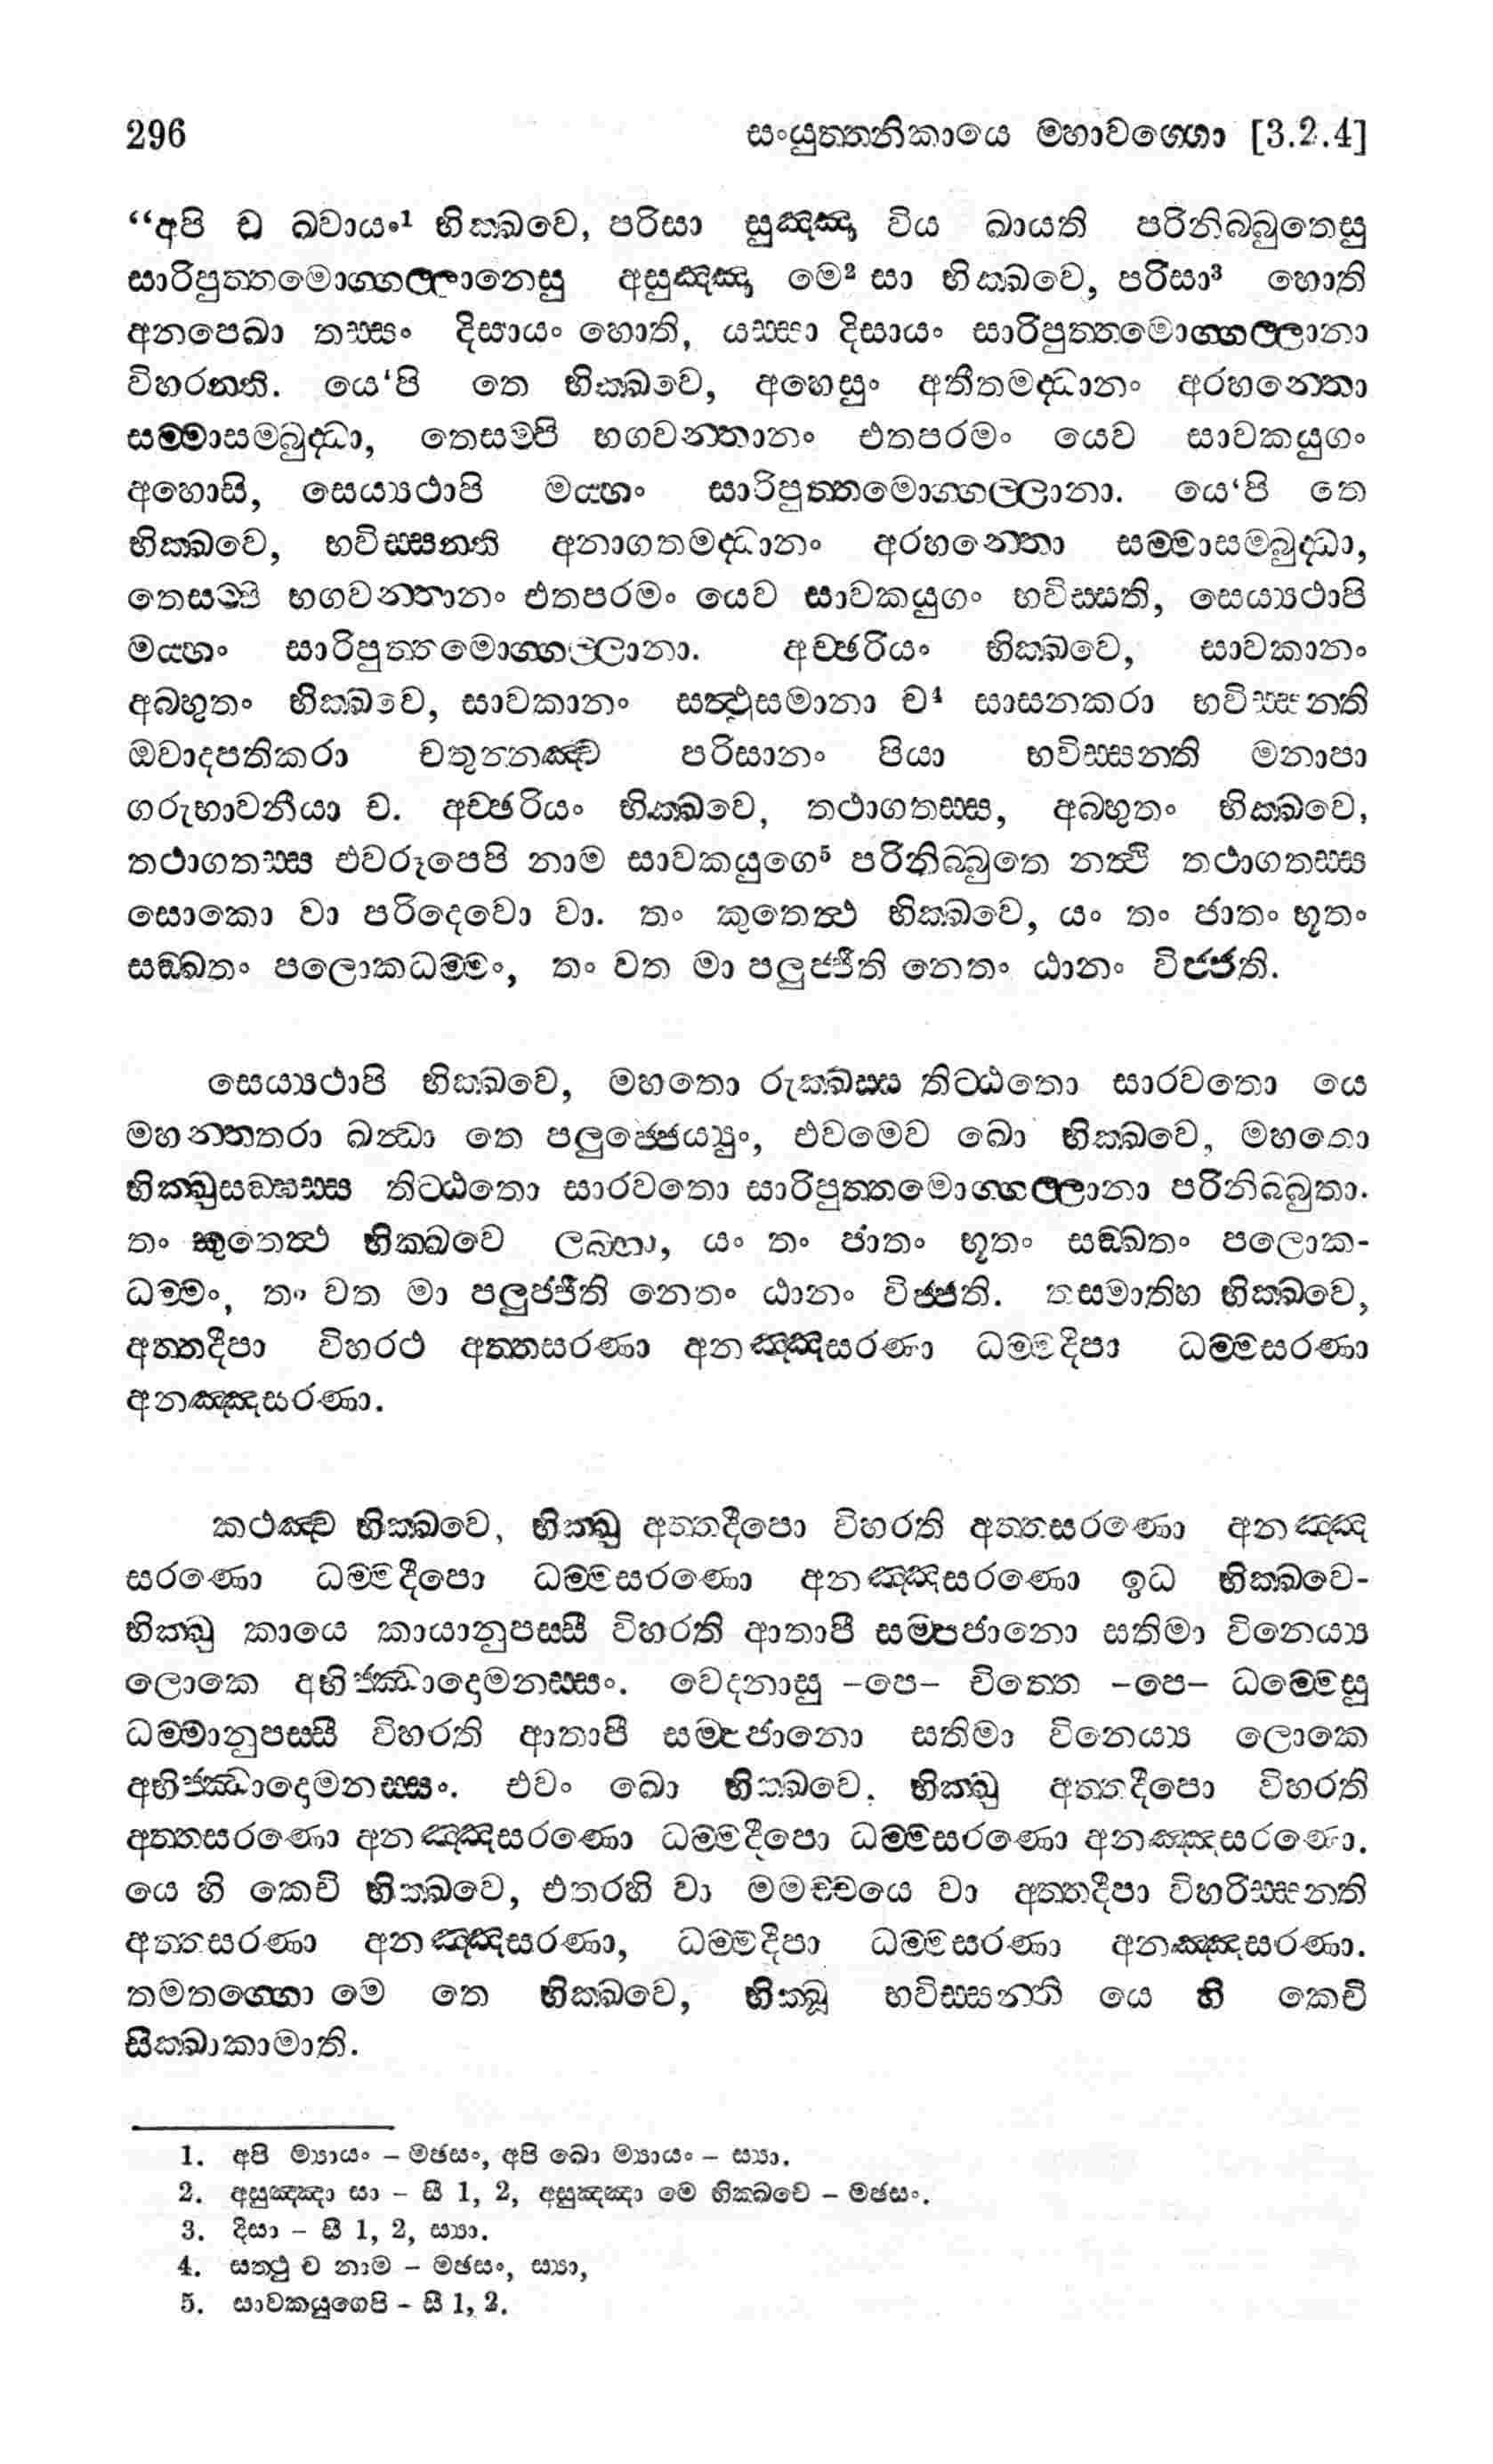 296 සංයුත්තනිකායෙ මහාවග්ගො [3.2.4]
“අපි ච ඛවායං¹ භික්ඛවෙ, පරිසා සුඤ්ඤා විය ඛායති පරිනිබ්බුතෙසු
සාරිපුත්තමොග්ගල්ලානෙසු අසුඤ්ඤා මෙ² සා භික්ඛවෙ, පරිසා³ හොති
අනපෙඛා තස්සං දිසායං හොති, යස්සා දිසායං සාරිපුත්තමොග්ගල්ලානා
විහරන්ති. යෙ‘පි තෙ භික්ඛවෙ, අහෙසුං අතීතමද්ධානං අරහන්තො
සම්මාසම්බුද්ධා, තෙසම්පි භගවන්තානං එතපරමං යෙව සාවකයුගං
අහොසි, සෙය්‍යථාපි මය්හං සාරිපුත්තමොග්ගල්ලානා. යෙ‘පි තෙ
භික්ඛවෙ, භවිස්සන්ති අනාගතමද්ධානං අරහන්තො සම්මාසම්බුද්ධා,
තෙසම්පි භගවන්තානං එතපරමං යෙව සාවකයුගං භවිස්සති, සෙය්‍යථාපි
මය්හං සාරිපුත්තමොග්ගල්ලානා. අච්ඡරියං භික්ඛවෙ, සාවකානං
අබ්භුතං භික්ඛවෙ, සාවකානං සත්ථුසමානා ච⁴ සාසනකරා භවිස්සන්ති
ඔවාදපතිකරා චතුන්නඤ්ච පරිසානං පියා භවිස්සන්ති මනාපා
ගරුභාවනීයා ච. අච්ඡරියං භික්ඛවෙ, තථාගතස්ස, අබ්භුතං භික්ඛවෙ,
තථාගතස්ස එවරූපෙපි නාම සාවකයුගෙ⁵ පරිනිබ්බුතෙ නත්ථි තථාගතස්ස
සොකො වා පරිදෙවො වා. තං කුතෙත්ථ භික්ඛවෙ, යං තං ජාතං භූතං
සඞ්ඛතං පලොකධම්මං, තං වත මා පලුජ්ජීති නෙතං ඨානං විජ්ජති.
සෙය්‍යථාපි භික්ඛවෙ, මහතො රුක්ඛස්ස තිට්ඨතො සාරවතො යෙ
මහන්තතරා ඛන්ධා තෙ පලුජ්ජෙය්‍යුං, එවමෙව ඛො භික්ඛවෙ, මහතො
භික්ඛුසඞ්ඝස්ස තිට්ඨතො සාරවතො සාරිපුත්තමොග්ගල්ලානා පරිනිබ්බුතා.
තං කුතෙත්ථ භික්ඛවෙ ලබ්භා, යං තං ජාතං භූතං සඞ්ඛතං පලොක-
ධම්මං, තං වත මා පලුජ්ජීති නෙතං ඨානං විජ්ජති. තස්මාතිහ භික්ඛවෙ,
අත්තදීපා විහරථ අත්තසරණා අනඤ්ඤසරණා ධම්මදීපා ධම්මසරණා
අනඤ්ඤසරණා.
කථඤ්ච භික්ඛවෙ, භික්ඛු අත්තදීපො විහරති අත්තසරණො අනඤ්ඤ
සරණො ධම්මදීපො ධම්මසරණො අනඤ්ඤසරණො ඉධ භික්ඛවෙ-
භික්ඛු කායෙ කායානුපස්සී විහරති ආතාපී සම්පජානො සතිමා විනෙය්‍ය
ලොකෙ අභිජ්ඣාදොමනස්සං. වෙදනාසු –පෙ– චිත්තෙ –පෙ– ධම්මෙසු
ධම්මානුපස්සී විහරති ආතාපී සම්පජානො සතිමා විනෙය්‍ය ලොකෙ
අභිජ්ඣාදොමනස්සං. එවං ඛො භික්ඛවෙ, භික්ඛු අත්තදීපො විහරති
අත්තසරණො අනඤ්ඤසරණො ධම්මදීපො ධම්මසරණො අනඤ්ඤසරණො.
යෙ හි කෙචි භික්ඛවෙ, එතරහි වා මමච්චයෙ වා අත්තදීපා විහරිස්සන්ති
අත්තසරණා අනඤ්ඤසරණා, ධම්මදීපා ධම්මසරණා අනඤ්ඤසරණා.
තමතග්ගෙ මෙ තෙ භික්ඛවෙ, භික්ඛූ භවිස්සන්ති යෙ හි කෙචි
සික්ඛාකාමාති.
1. අපි ම්‍යායං – මඡසං, අපි ඛො ම්‍යායං – ස්‍යා.
2. අසුඤ්ඤා සා – සී 1, 2, අසුඤ්ඤා මෙ භික්ඛවෙ – මඡසං.
3. දිසා – සී 1, 2, ස්‍යා.
4. සත්ථු ච නාම – මඡසං, ස්‍යා,
5. සාවකයුගෙපි – සී 1, 2.